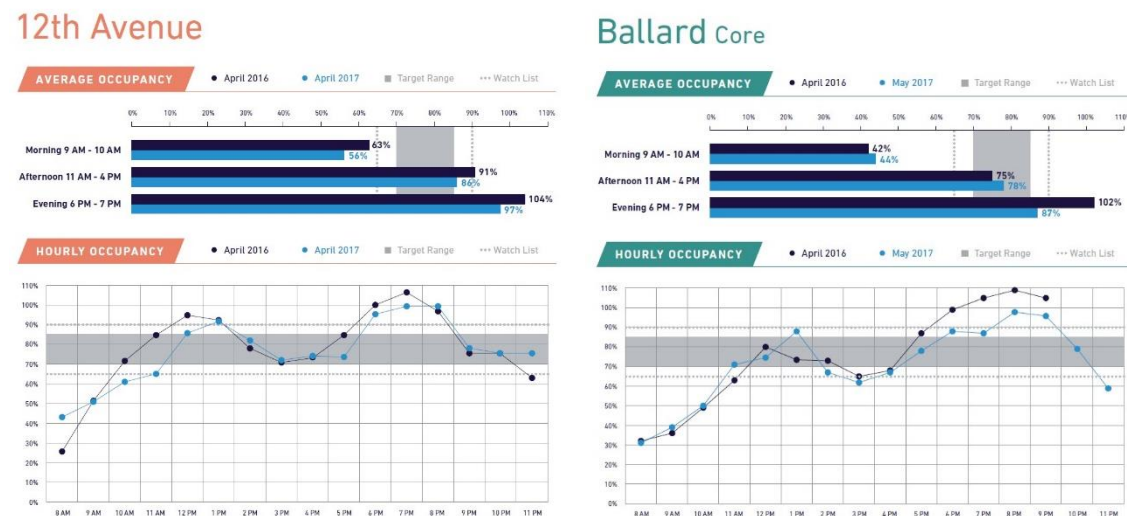 12th Avenue
AVERAGE OCCUPANCY
April 2016
April 2017
Target Range
Watch List
0% 10% 20% 30% 40% 50% 60% 70% 80% 90% 100% 110%
Morning 9 AM - 10 AM
63%
56%
Afternoon 11 AM - 4 PM
91%
86%
Evening 6 PM - 7 PM
104%
97%
HOURLY OCCUPANCY
April 2016
April 2017
Target Range
Watch List
110%
100%
90%
80%
70%
60%
50%
40%
30%
20%
10%
0%
8 AM 9 AM 10 AM 11 AM 12 PM 1 PM 2 PM 3 PM 4 PM 5 PM 6 PM 7 PM 8 PM 9 PM 10 PM 11 PM
Ballard Core
AVERAGE OCCUPANCY
April 2016
May 2017
Target Range
Watch List
0% 10% 20% 30% 40% 50% 60% 70% 80% 90% 100% 110
Morning 9 AM - 10 AM
42%
44%
Afternoon 11 AM - 4 PM
75%
78%
Evening 6 PM - 7 PM
102%
87%
HOURLY OCCUPANCY
April 2016
May 2017
Target Range
Watch List
110%
100%
90%
80%
70%
60%
50%
40%
30%
20%
10%
0%
8 AM 9 AM 10 AM 11 AM 12 PM 1 PM 2 PM 3 PM 4 PM 5 PM 6 PM 7 PM 8 PM 9 PM 10 PM 11 PM